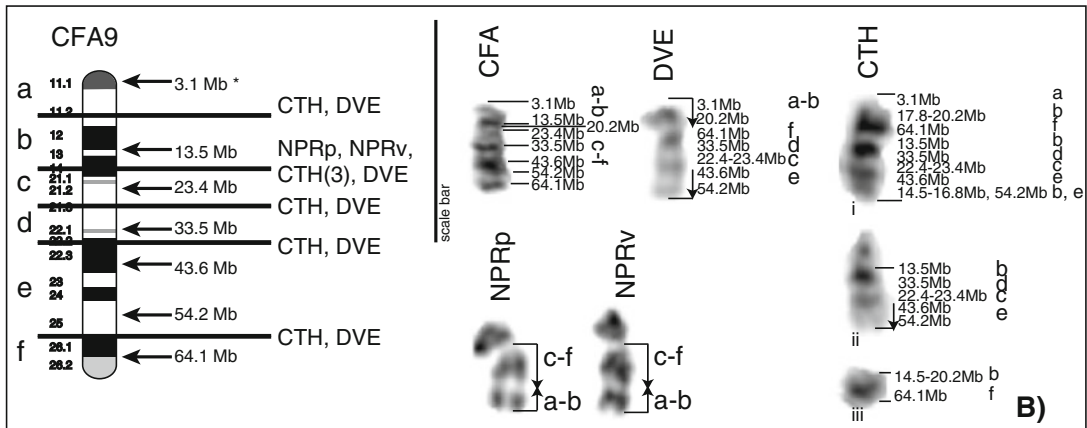 CFA9
a
11.1
3.1 Mb *
11.2
CTH, DVE
b
12
13
13.5 Mb
NPRp, NPRv,
CTH(3), DVE
c
21.1
21.2
23.4 Mb
CTH, DVE
d
22.1
33.5 Mb
CTH, DVE
e
22.3
43.6 Mb
23
24
25
54.2 Mb
CTH, DVE
f
26.1
64.1 Mb
26.2
scale bar
CFA
3.1Mb
13.5Mb
20.2Mb
23.4Mb
33.5Mb
43.6Mb
54.2Mb
64.1Mb
a-b
c-f
DVE
3.1Mb
a-b
20.2Mb
64.1Mb
f
33.5Mb
d
22.4-23.4Mb
c
43.6Mb
e
54.2Mb
CTH
3.1Mb
a
17.8-20.2Mb
b
64.1Mb
f
13.5Mb
b
33.5Mb
d
22.4-23.4Mb
c
43.6Mb
e
14.5-16.8Mb, 54.2Mb
b, e
i
13.5Mb
b
33.5Mb
d
22.4-23.4Mb
c
43.6Mb
e
54.2Mb
ii
14.5-20.2Mb
b
64.1Mb
f
iii
NPRp
c-f
a-b
NPRv
c-f
a-b
B)